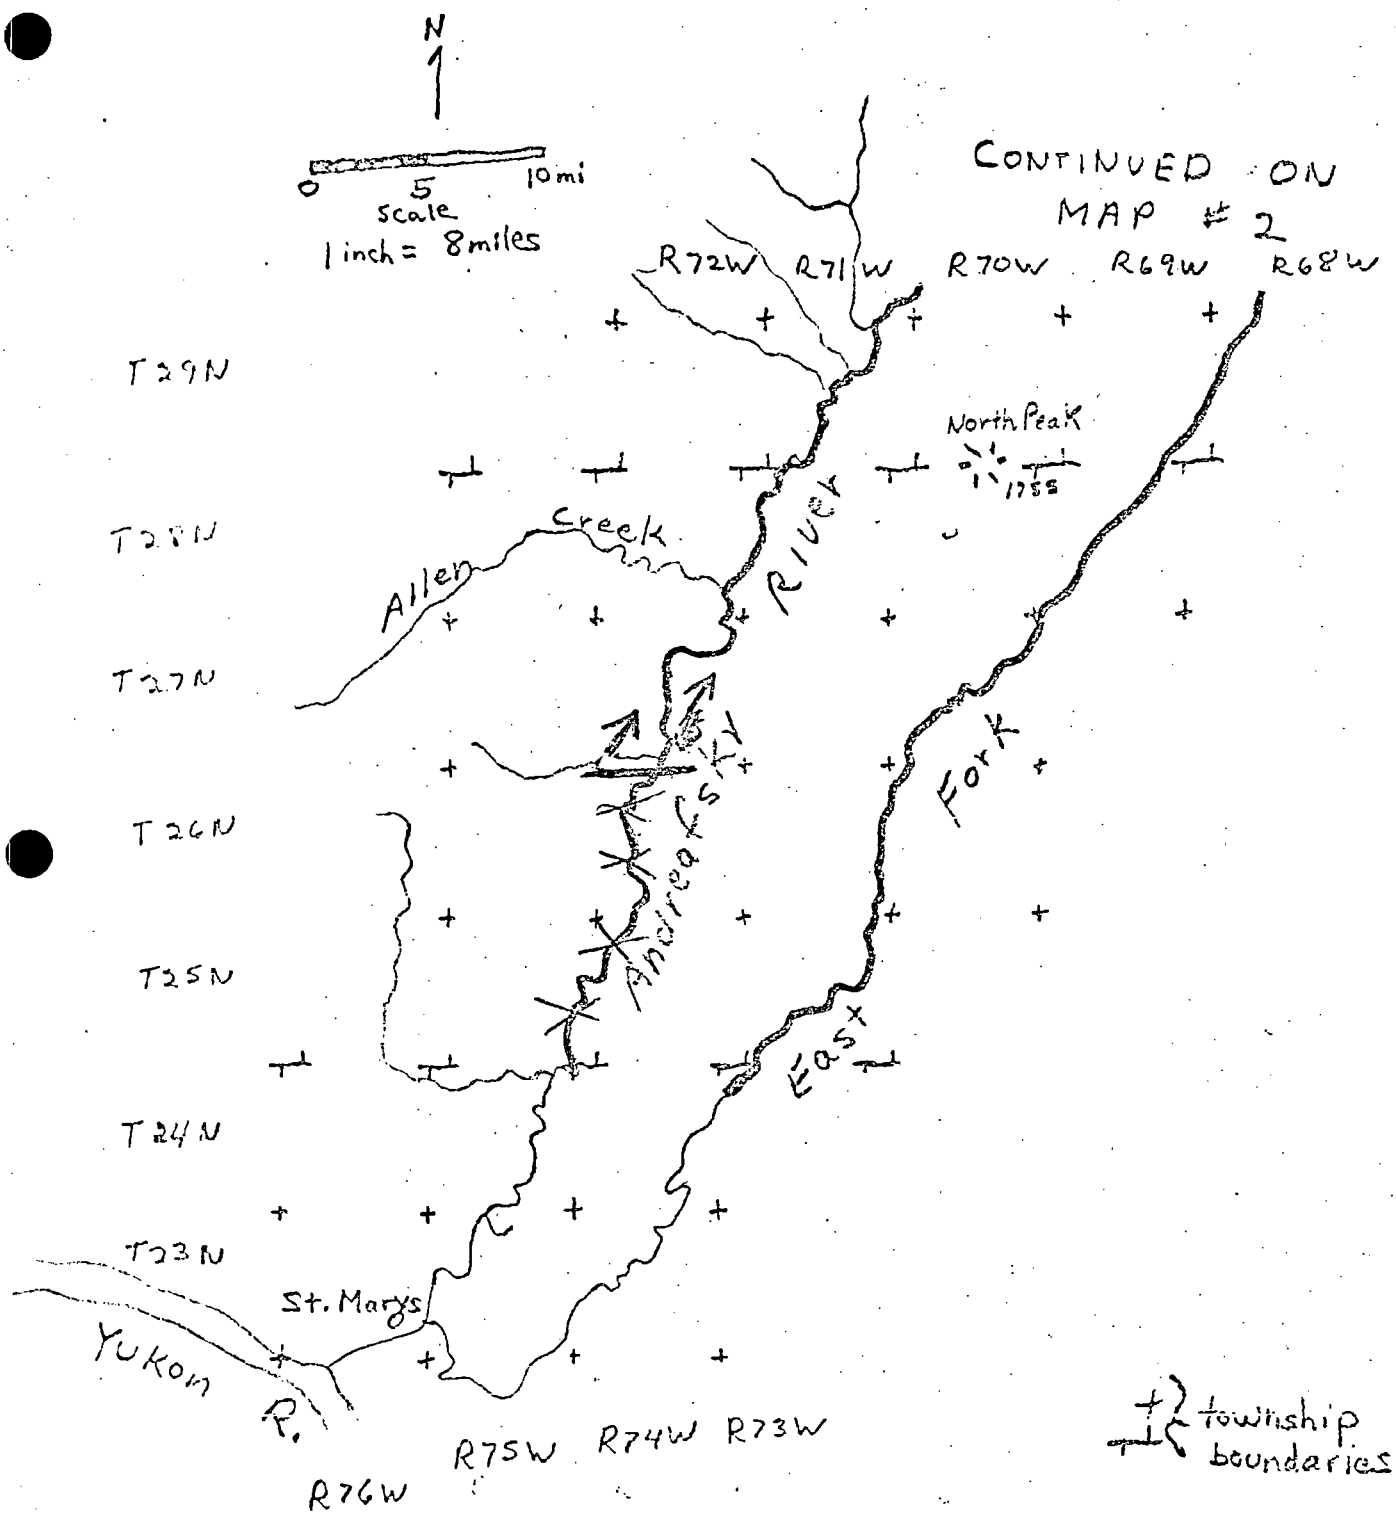 N
0 5 10 mi
scale
1 inch = 8 miles
CONTINUED ON
MAP # 2
R72W R71W R70W R69W R68W
T29N
North Peak
1755
T28N
Allen Creek
River
T27N
Andreafsky
Fork
T26N
T25N
East
T24N
T23N
St. Marys
Yukon
R.
R76W R75W R74W R73W
township
boundaries